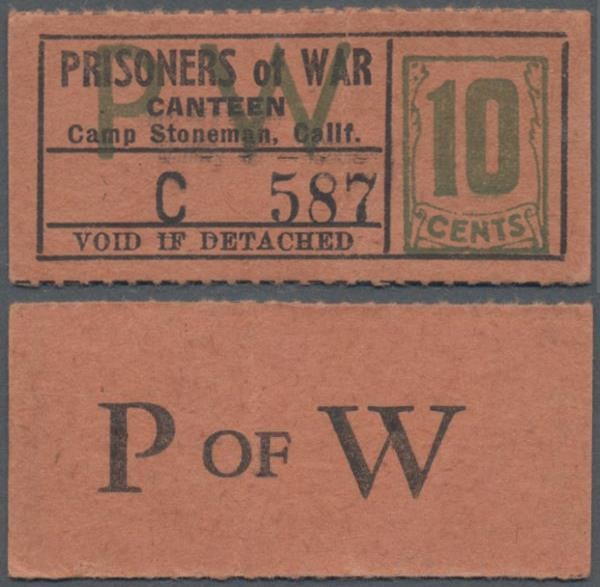 PW
PRISONERS of WAR
CANTEEN
Camp Stoneman, Calif.
C 587
VOID IF DETACHED
10
CENTS
P OF W